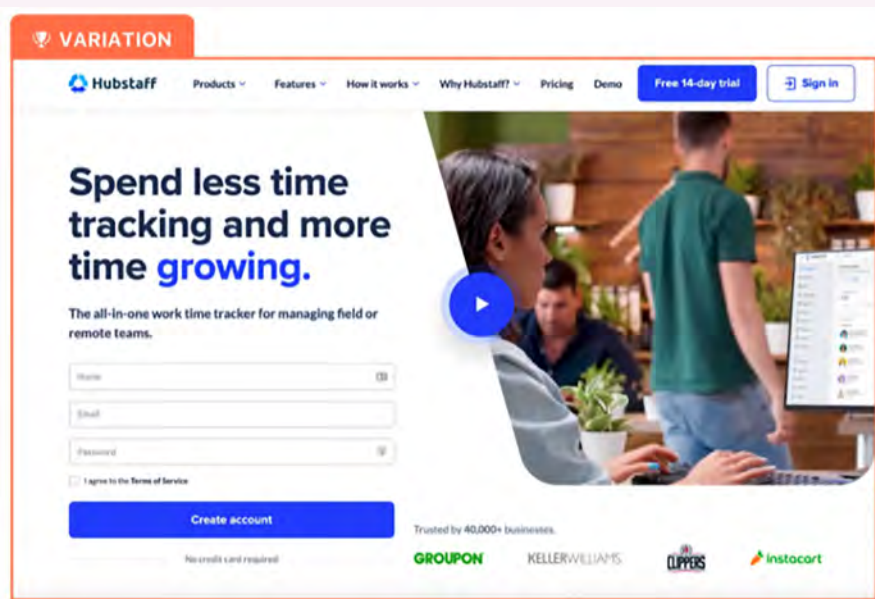 VARIATION
Hubstaff
Products
Features
How it works
Why Hubstaff?
Pricing
Demo
Free 14-day trial
Sign in
Spend less time
tracking and more
time growing.
The all-in-one work time tracker for managing field or
remote teams.
Name
Email
Password
I agree to the Terms of Service
Create account
No credit card required
Trusted by 40,000+ businesses.
GROUPON
KELLERWILLIAMS
CLIPPERS
instacart